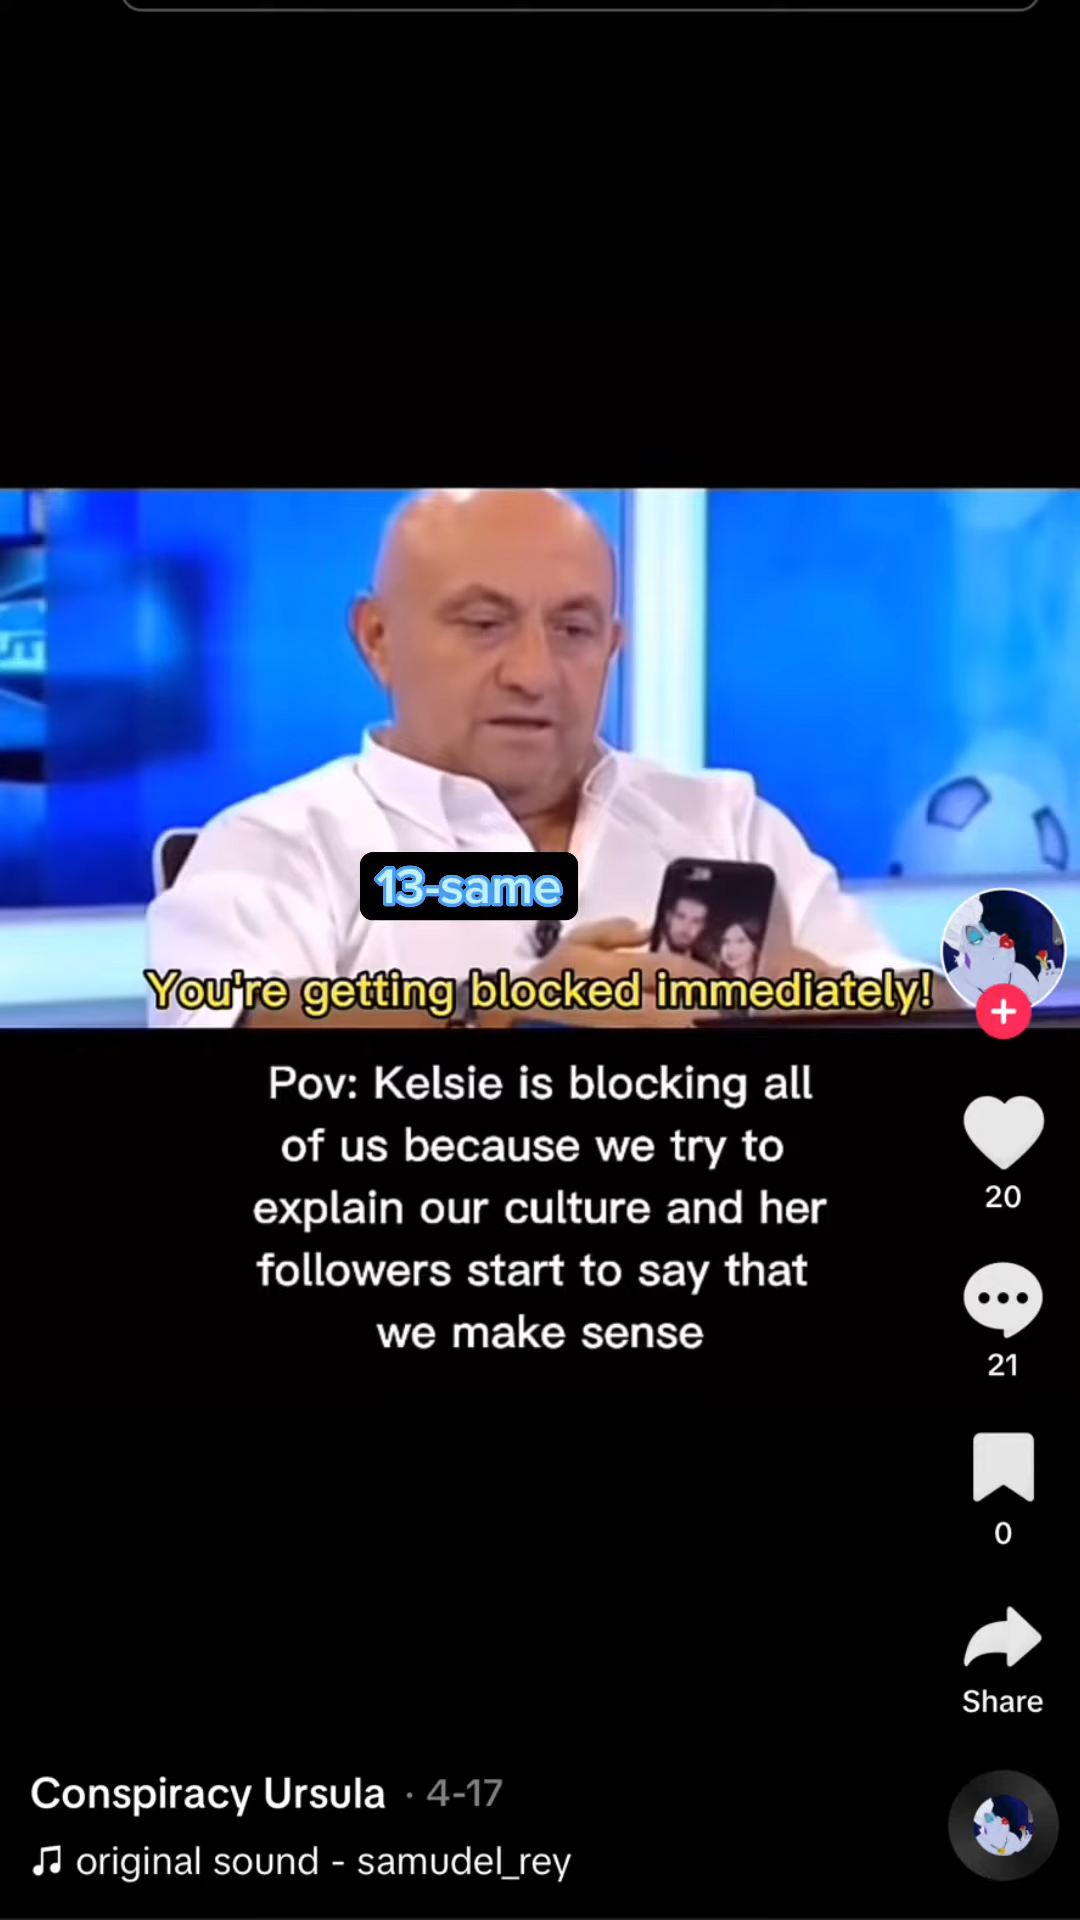 13-same
You're getting blocked immediately!
Pov: Kelsie is blocking all
of us because we try to
explain our culture and her
followers start to say that
we make sense
20
21
0
Share
Conspiracy Ursula · 4-17
original sound - samudel_rey